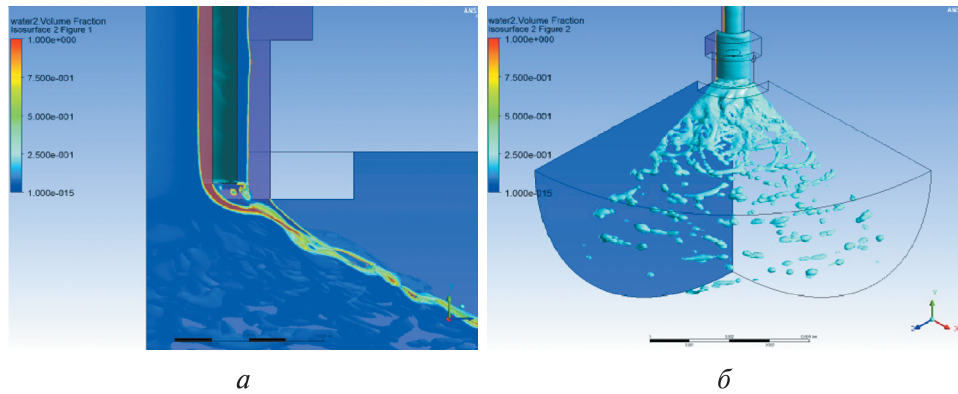 water2.Volume Fraction
Isosurface 2 Figure 1
1.000e+000
7.500e-001
5.000e-001
2.500e-001
1.000e-015
ANS
water2.Volume Fraction
Isosurface 2 Figure 2
1.000e+000
7.500e-001
5.000e-001
2.500e-001
1.000e-015
ANS
Y
Z
X
а
б